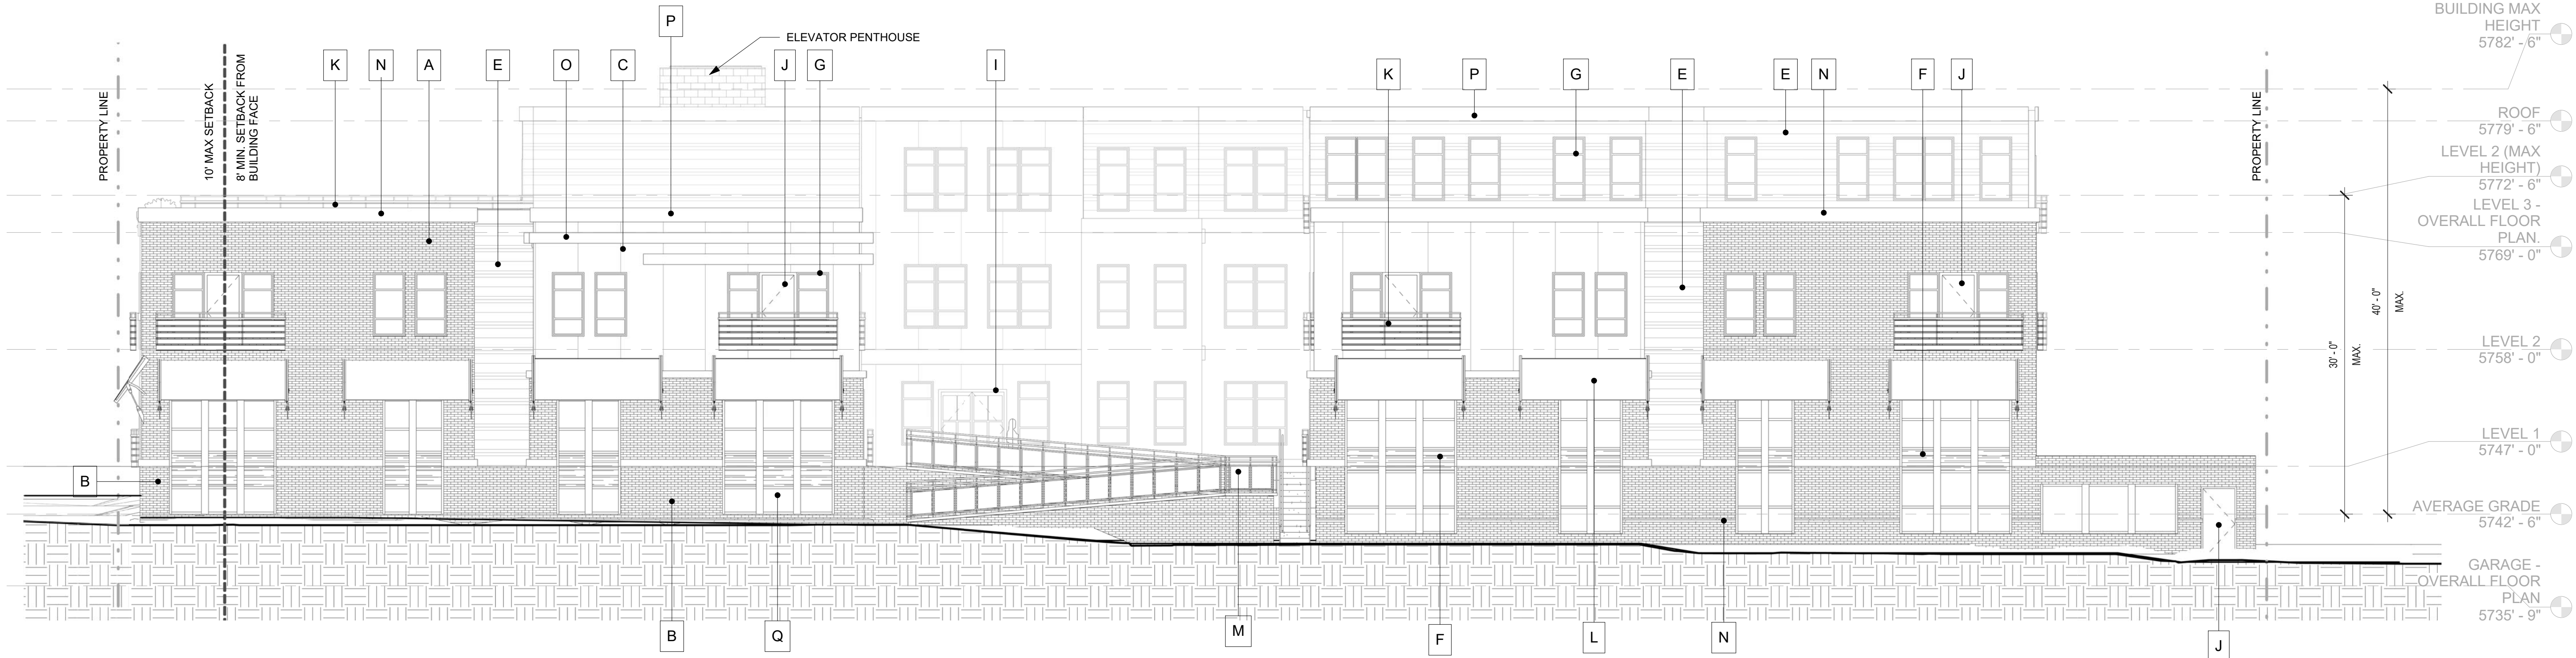 P
ELEVATOR PENTHOUSE
K
N
A
E
O
C
J
G
I
K
P
G
E
E
N
F
J
PROPERTY LINE
10' MAX SETBACK
8' MIN. SETBACK FROM
BUILDING FACE
PROPERTY LINE
BUILDING MAX
HEIGHT
5782' - 6"
ROOF
5779' - 6"
LEVEL 2 (MAX
HEIGHT)
5772' - 6"
LEVEL 3 -
OVERALL FLOOR
PLAN.
5769' - 0"
LEVEL 2
5758' - 0"
LEVEL 1
5747' - 0"
AVERAGE GRADE
5742' - 6"
GARAGE -
OVERALL FLOOR
PLAN
5735' - 9"
40' - 0"
MAX.
30' - 0"
MAX.
B
B
Q
M
F
L
N
J